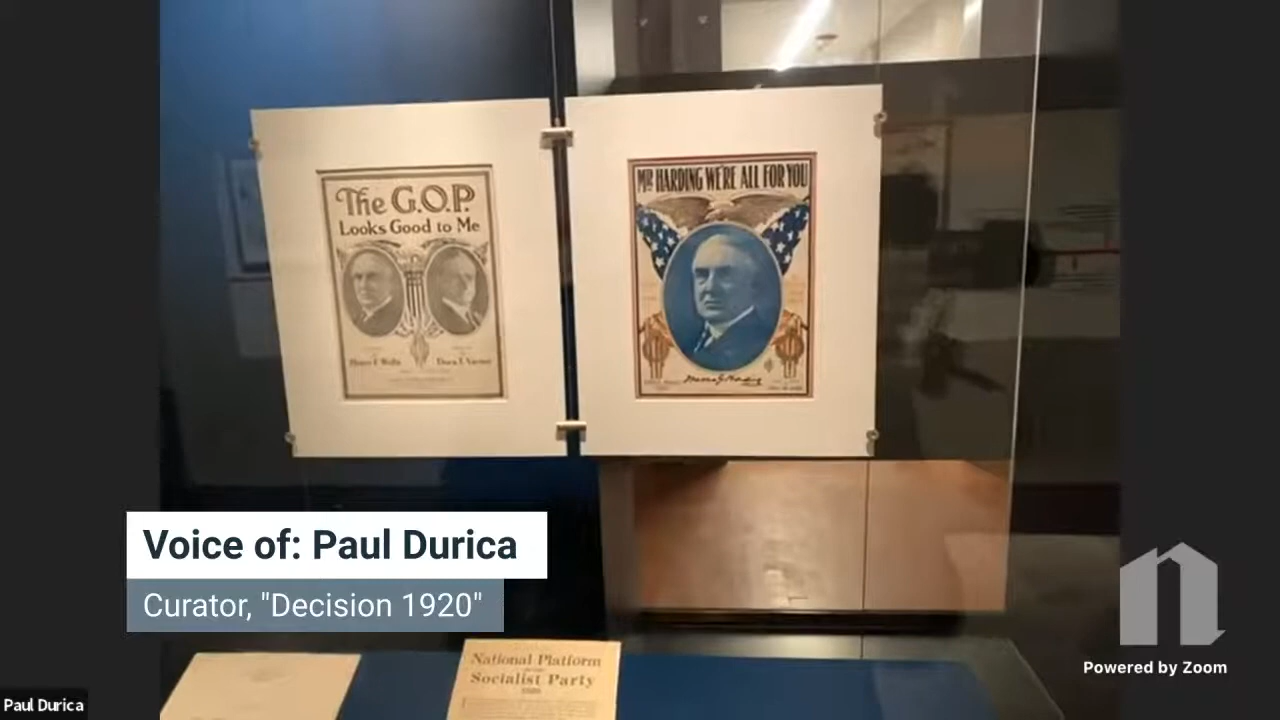 The G.O.P.
Looks Good to Me
MR HARDING WE'RE ALL FOR YOU
Voice of: Paul Durica
Curator, "Decision 1920"
National Platform
Socialist Party
1920
Powered by Zoom
Paul Durica